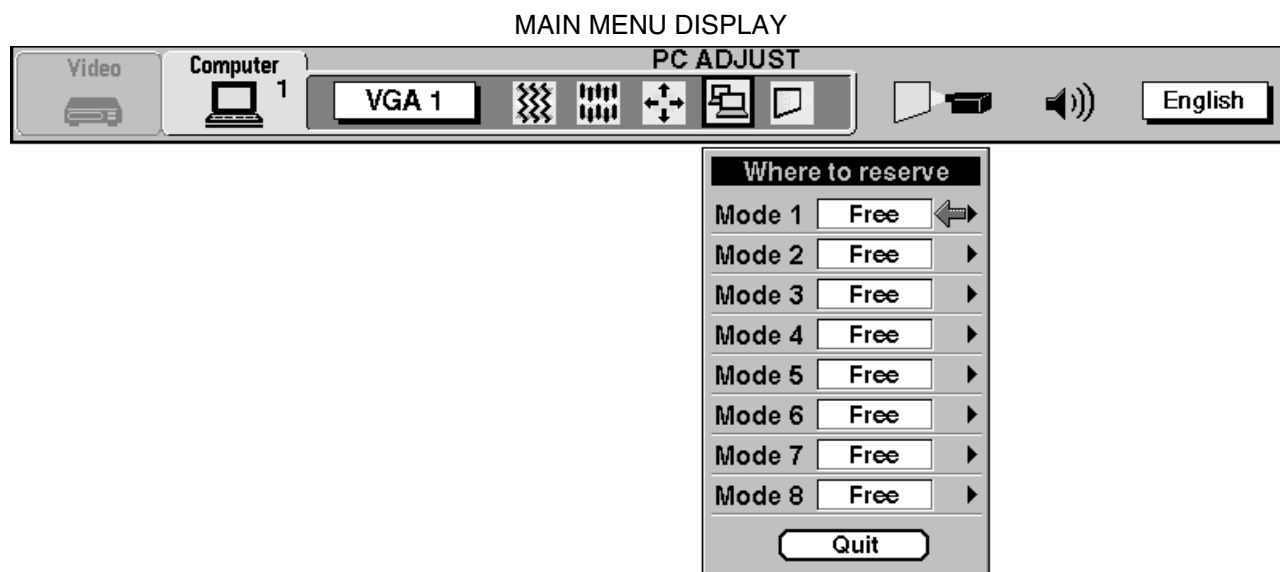 MAIN MENU DISPLAY
PC ADJUST
Video
Computer
1
VGA 1
English
Where to reserve
Mode 1 Free
Mode 2 Free
Mode 3 Free
Mode 4 Free
Mode 5 Free
Mode 6 Free
Mode 7 Free
Mode 8 Free
Quit